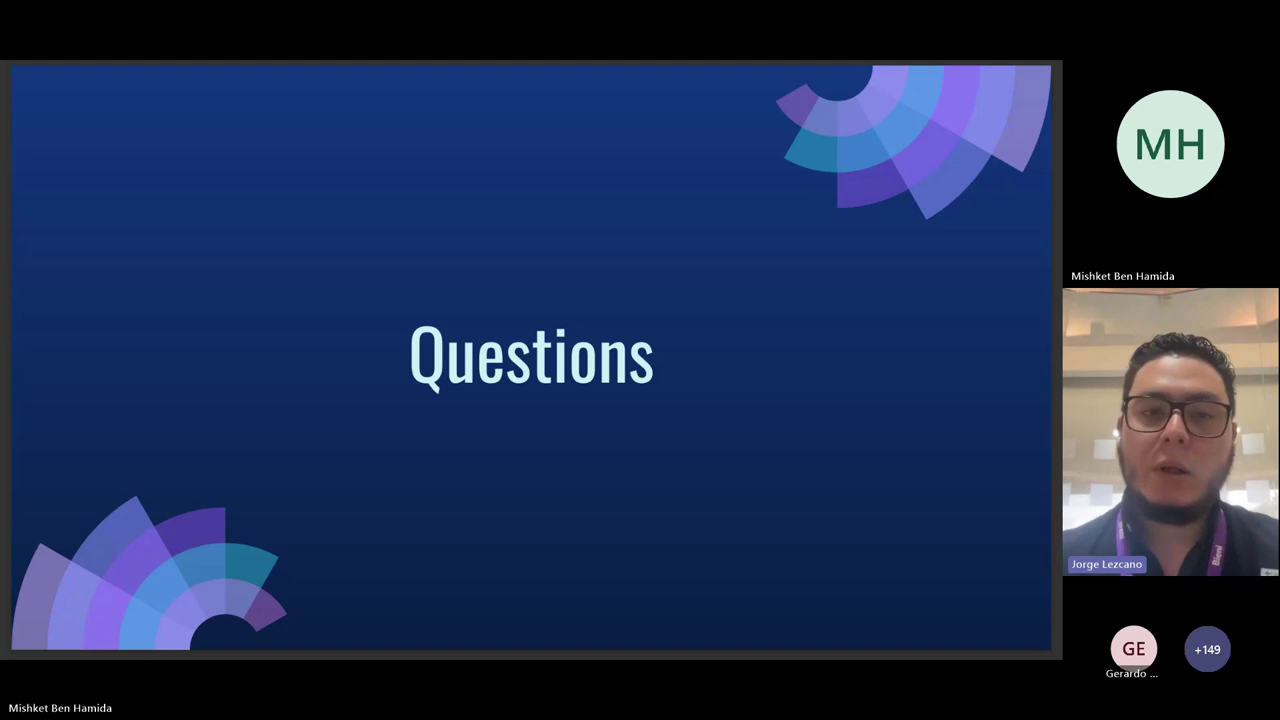 Questions
MH
Mishket Ben Hamida
Jorge Lezcano
GE
+149
Gerardo ...
Mishket Ben Hamida